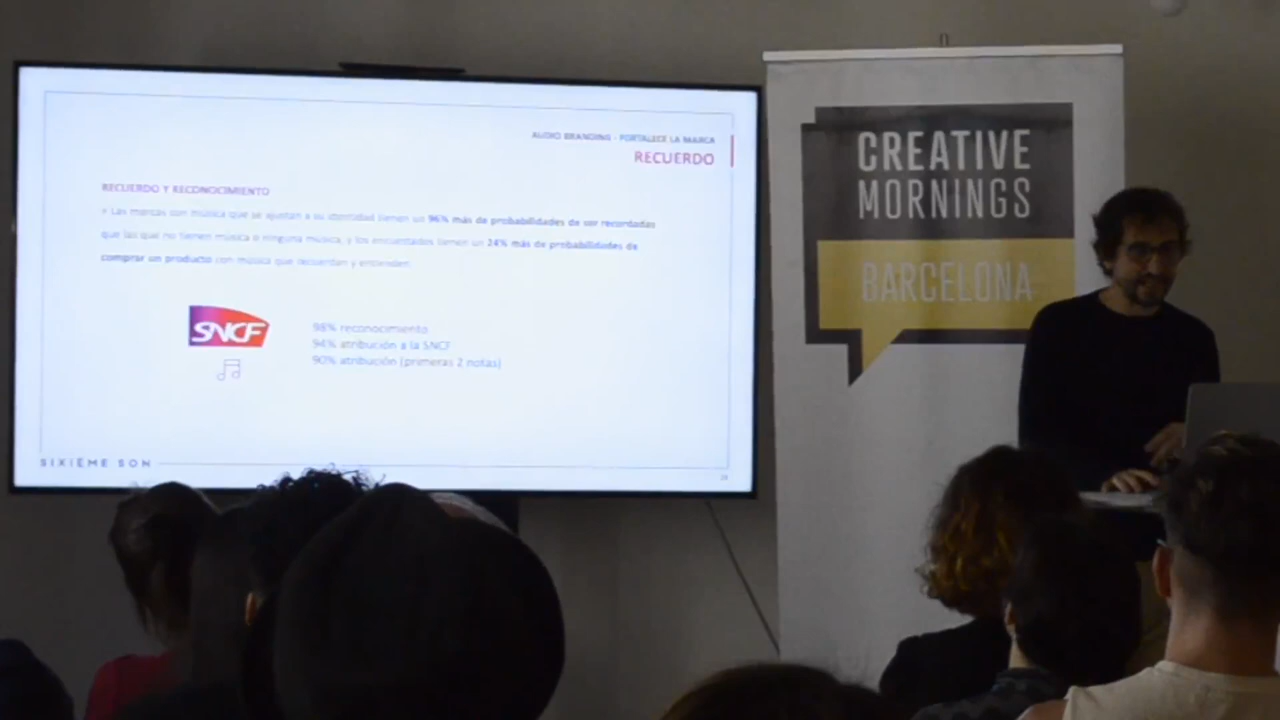 AUDIO BRANDING - FORTALECE LA MARCA
RECUERDO
RECUERDO Y RECONOCIMIENTO
Las marcas con música que se ajustan a su identidad tienen un 96% más de probabilidades de ser recordadas
que las que no tienen música o ninguna música, y los encuestados tienen un 24% más de probabilidades de
comprar un producto con música que recuerdan y entienden
SNCF
98% reconocimiento
94% atribución a la SNCF
90% atribución (primeras 2 notas)
SIXIÈME SON
CREATIVE
MORNINGS
BARCELONA